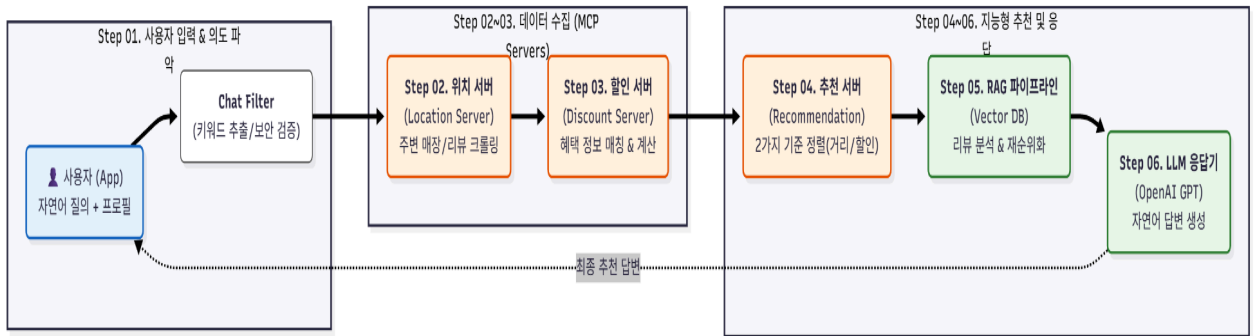 Step 01. 사용자 입력 & 의도 파
악
Chat Filter
(키워드 추출/보안 검증)
👤 사용자 (App)
자연어 질의 + 프로필
Step 02~03. 데이터 수집 (MCP
Servers)
Step 02. 위치 서버
(Location Server)
주변 매장/리뷰 크롤링
Step 03. 할인 서버
(Discount Server)
혜택 정보 매칭 & 계산
Step 04~06. 지능형 추천 및 응
답
Step 04. 추천 서버
(Recommendation)
2가지 기준 정렬(거리/할인)
Step 05. RAG 파이프라인
(Vector DB)
리뷰 분석 & 재순위화
Step 06. LLM 응답기
(OpenAI GPT)
자연어 답변 생성
최종 추천 답변